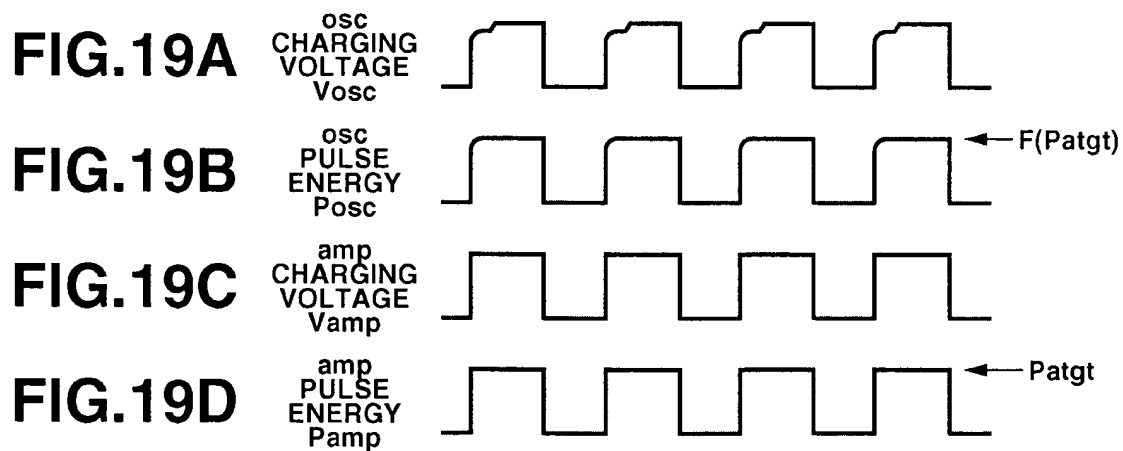 FIG.19A
osc
CHARGING
VOLTAGE
Vosc
FIG.19B
osc
PULSE
ENERGY
Posc
F(Patgt)
FIG.19C
amp
CHARGING
VOLTAGE
Vamp
FIG.19D
amp
PULSE
ENERGY
Pamp
Patgt